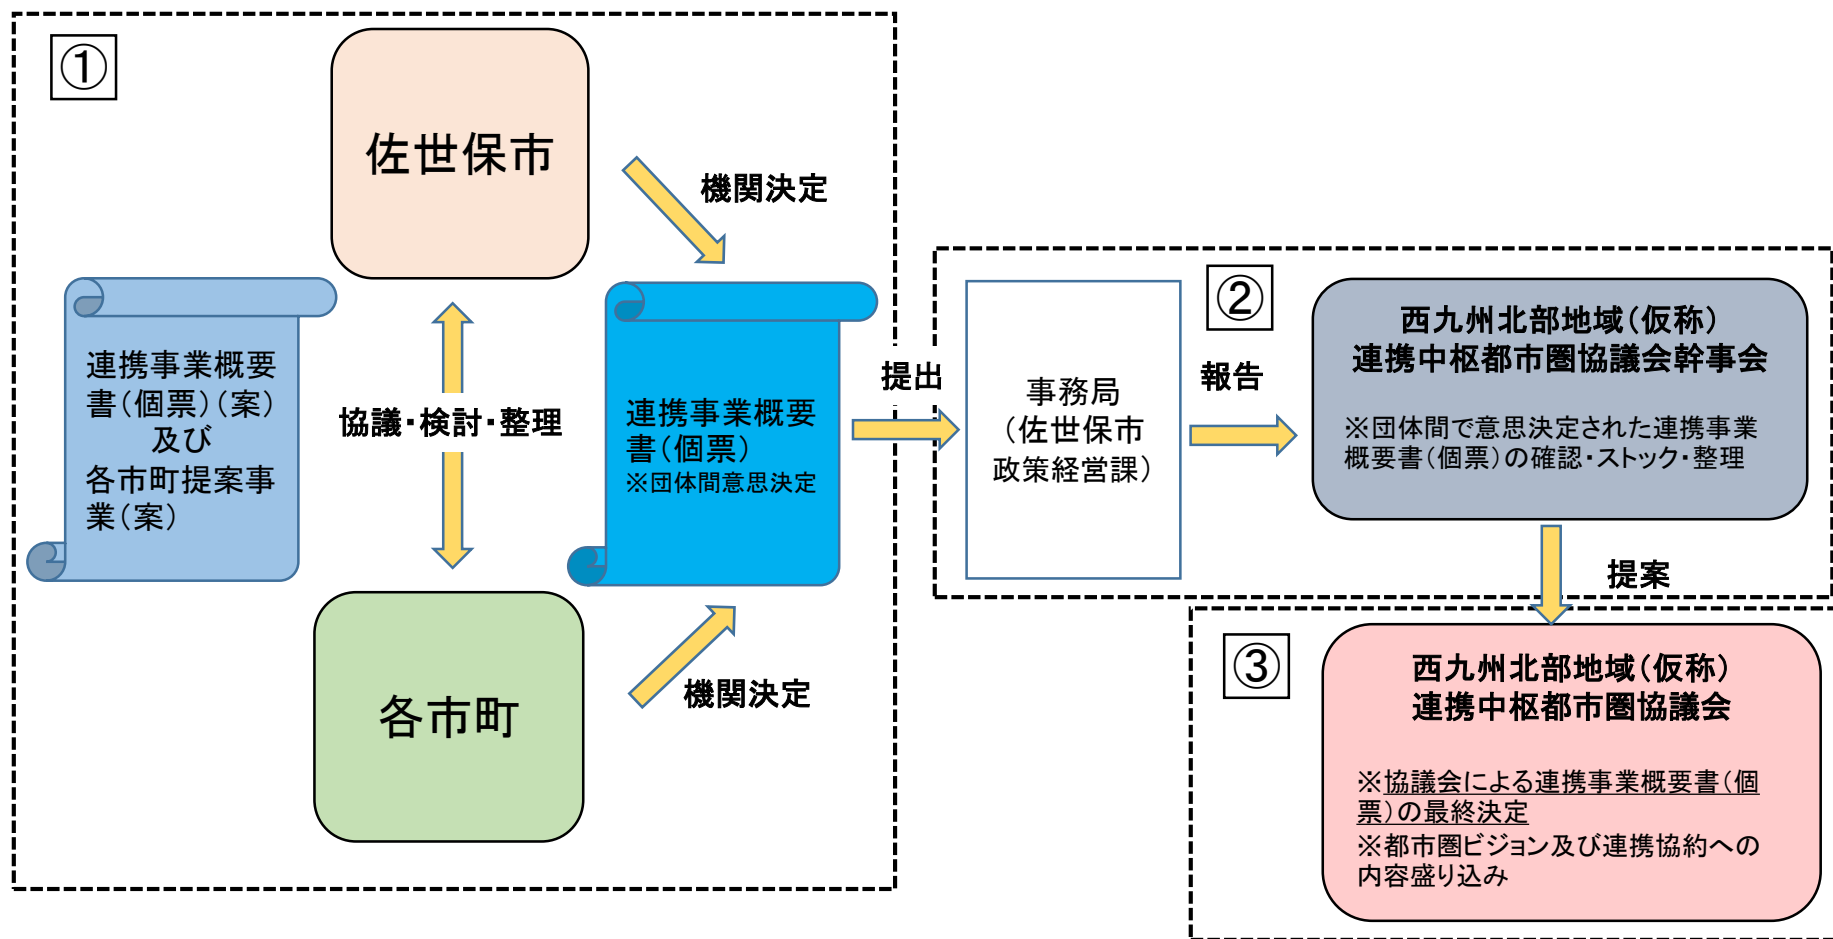 ①
佐世保市
機関決定
連携事業概要
書（個票）（案）
及び
各市町提案事
業（案）
協議・検討・整理
連携事業概要
書（個票）
※団体間意思決定
各市町
機関決定
提出
②
事務局
（佐世保市
政策経営課）
報告
西九州北部地域（仮称）
連携中枢都市圏協議会幹事会
※団体間で意思決定された連携事業
概要書（個票）の確認・ストック・整理
提案
③
西九州北部地域（仮称）
連携中枢都市圏協議会
※協議会による連携事業概要書（個
票）の最終決定
※都市圏ビジョン及び連携協約への
内容盛り込み